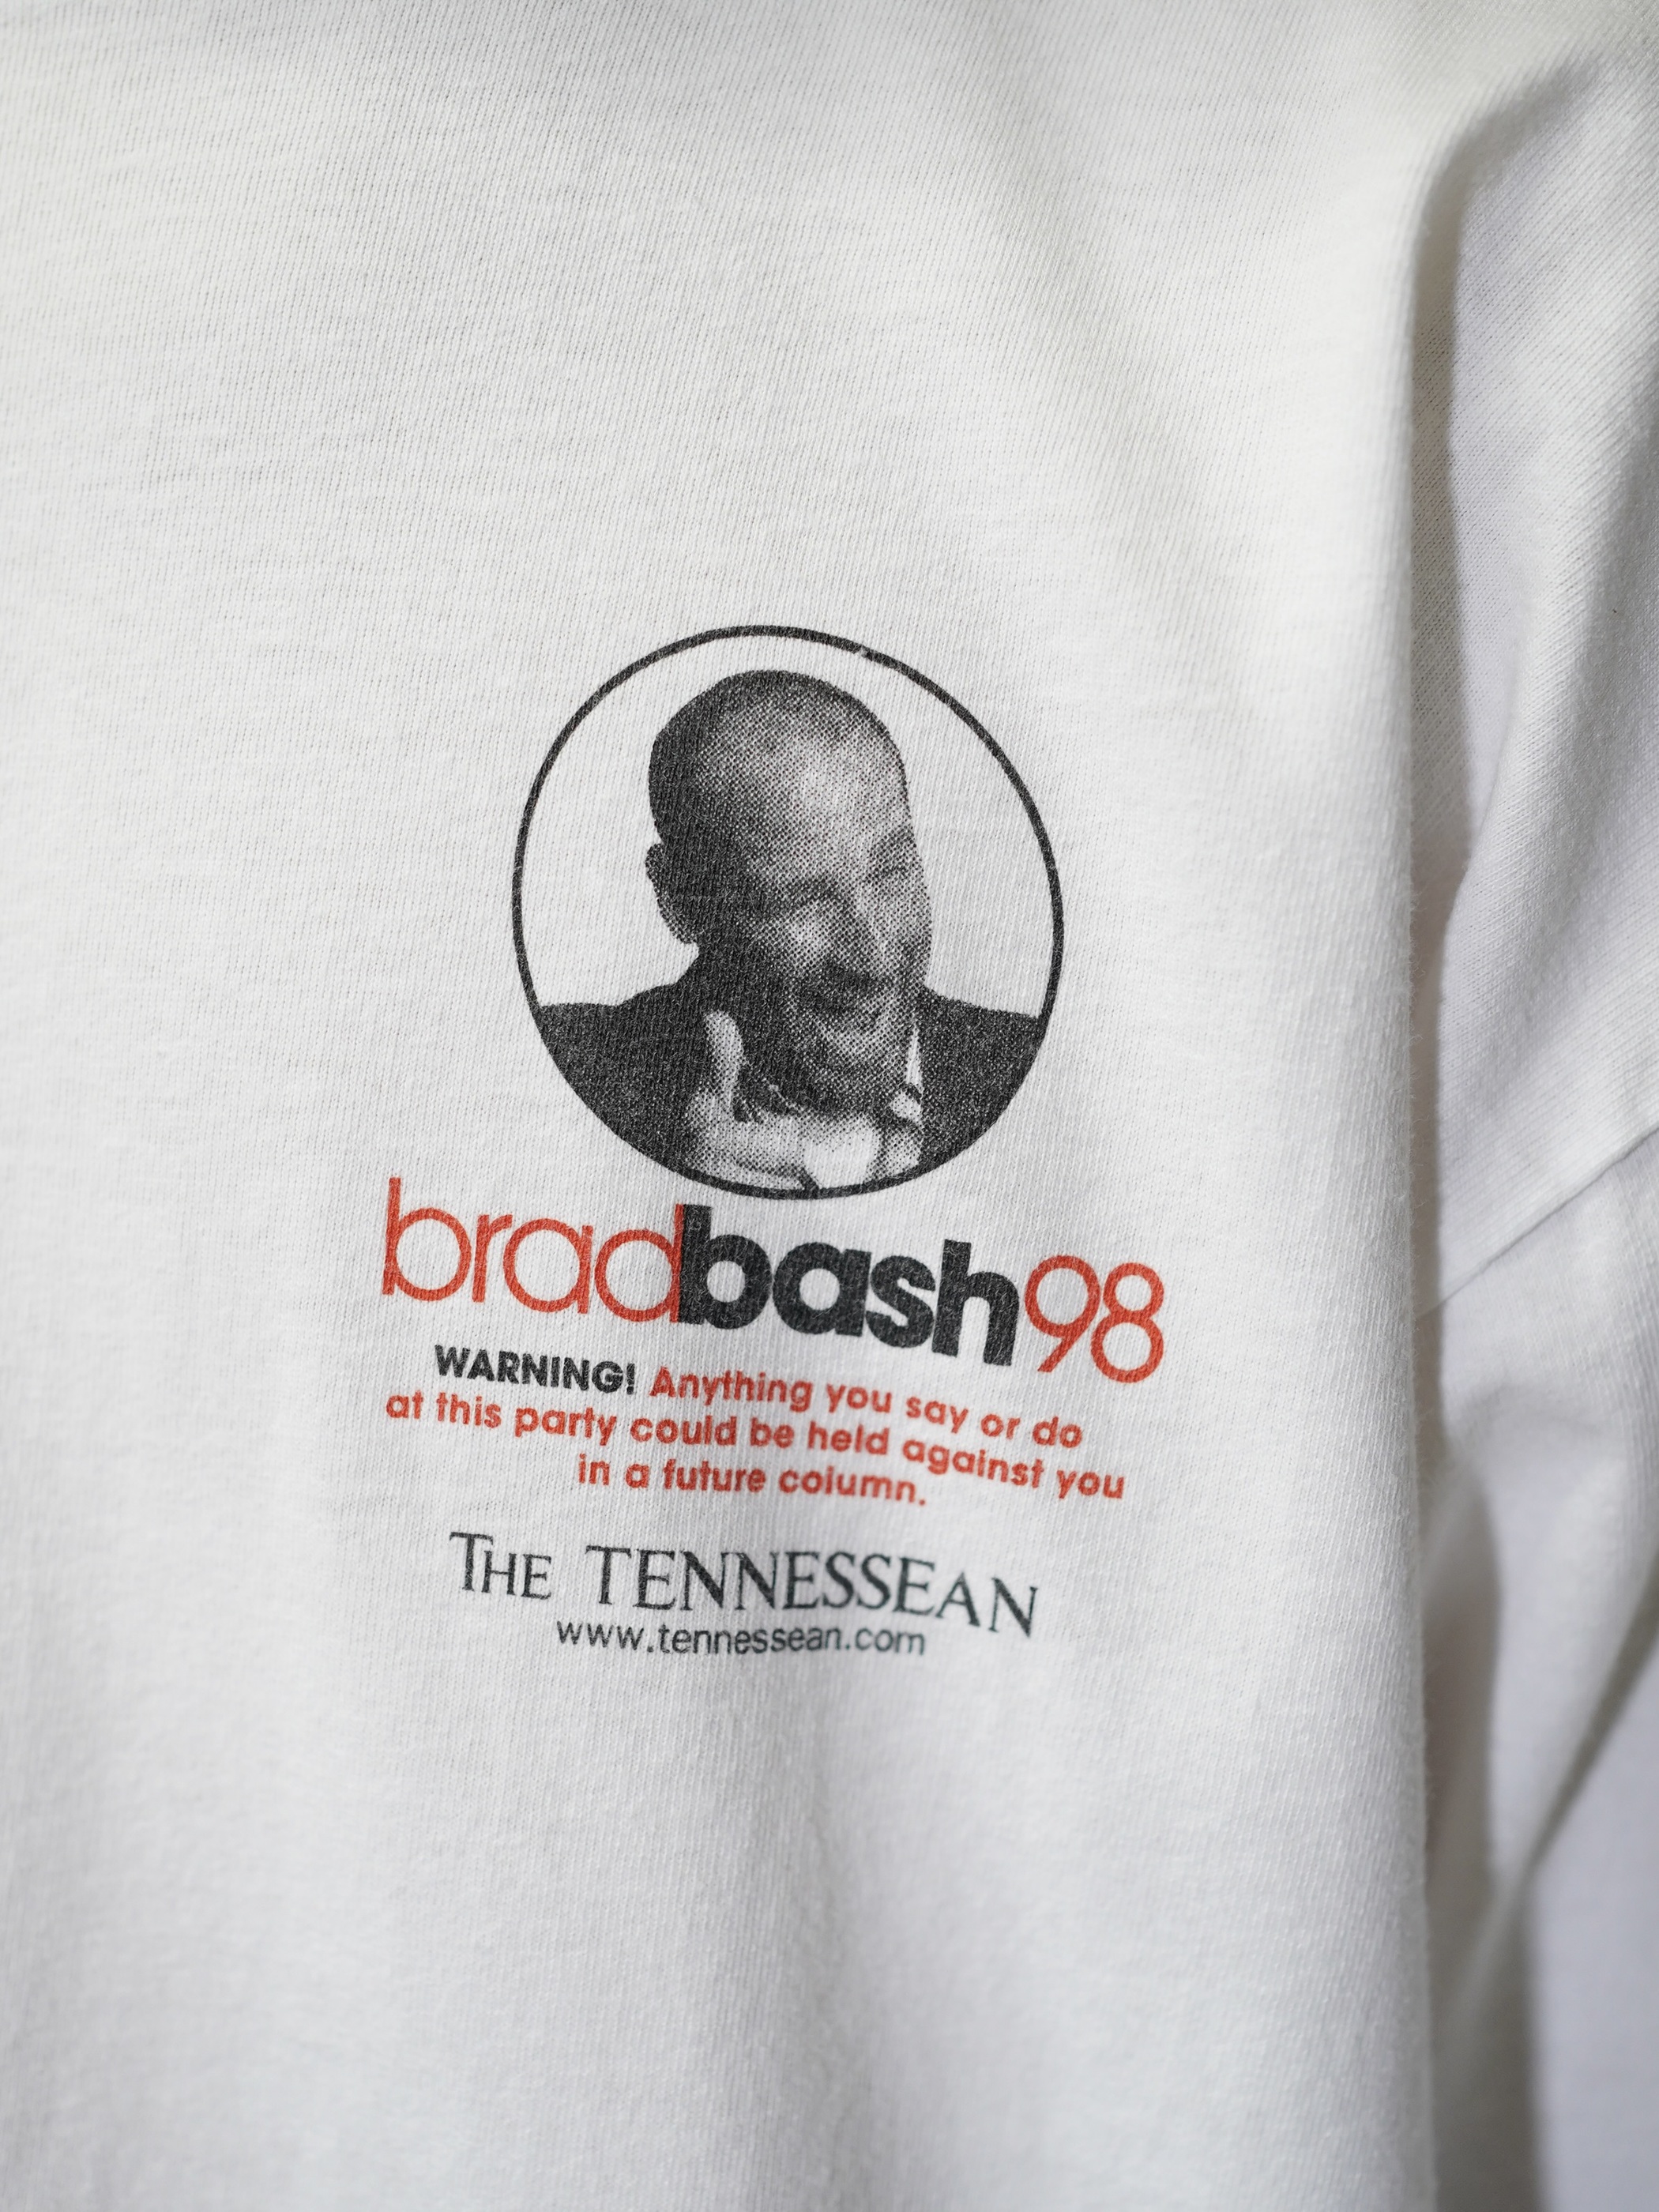 bradbash98
WARNING! Anything you say or do
at this party could be held against you
in a future column.
THE TENNESSEAN
www.tennessean.com